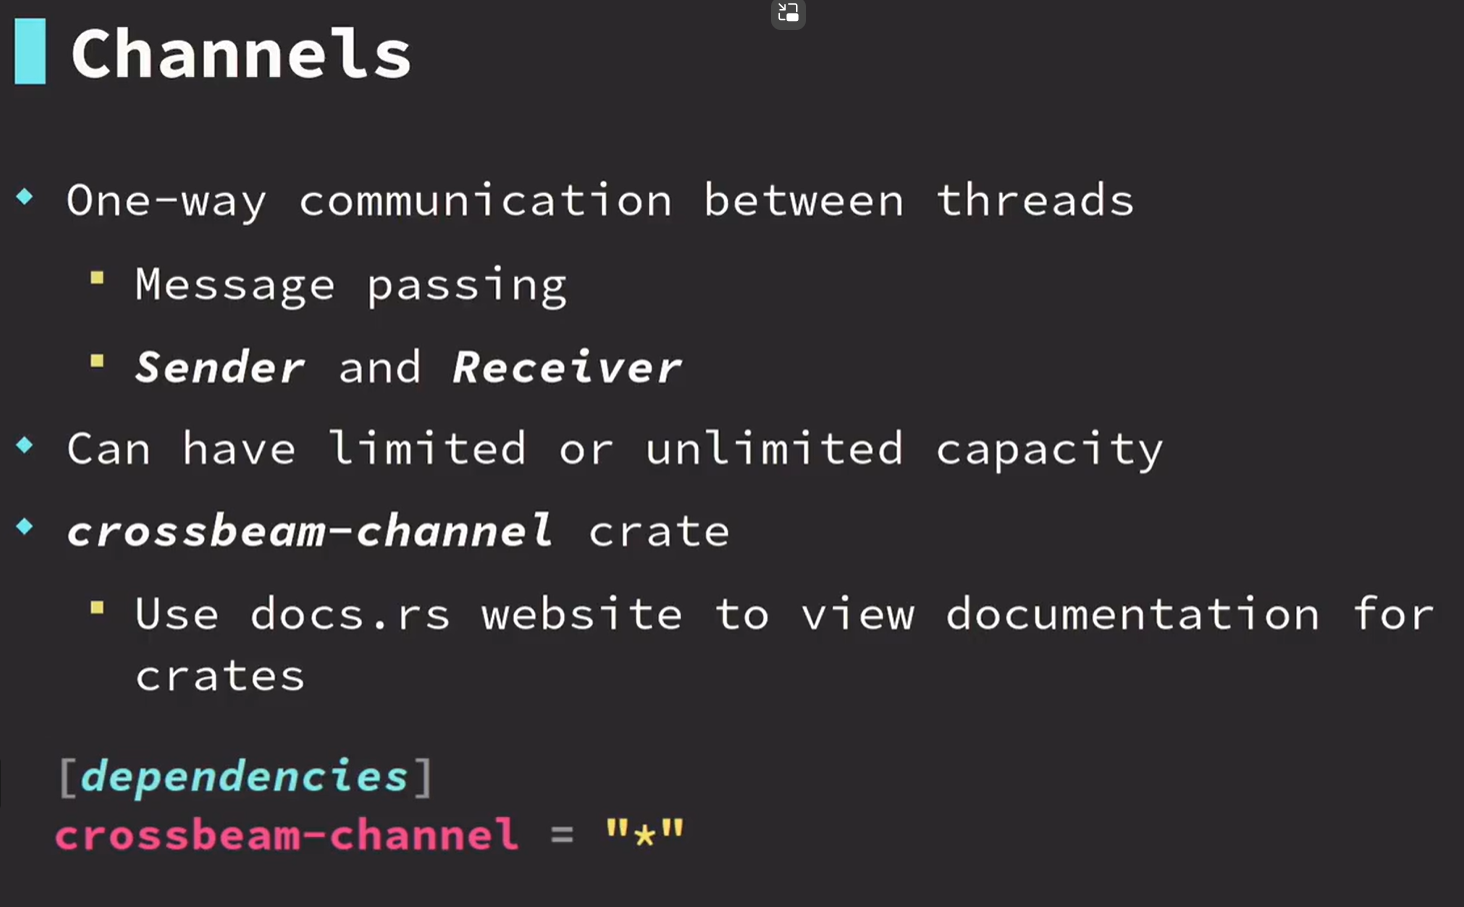 Channels
One-way communication between threads
Message passing
Sender and Receiver
Can have limited or unlimited capacity
crossbeam-channel crate
Use docs.rs website to view documentation for
crates
[dependencies]
crossbeam-channel = "*"